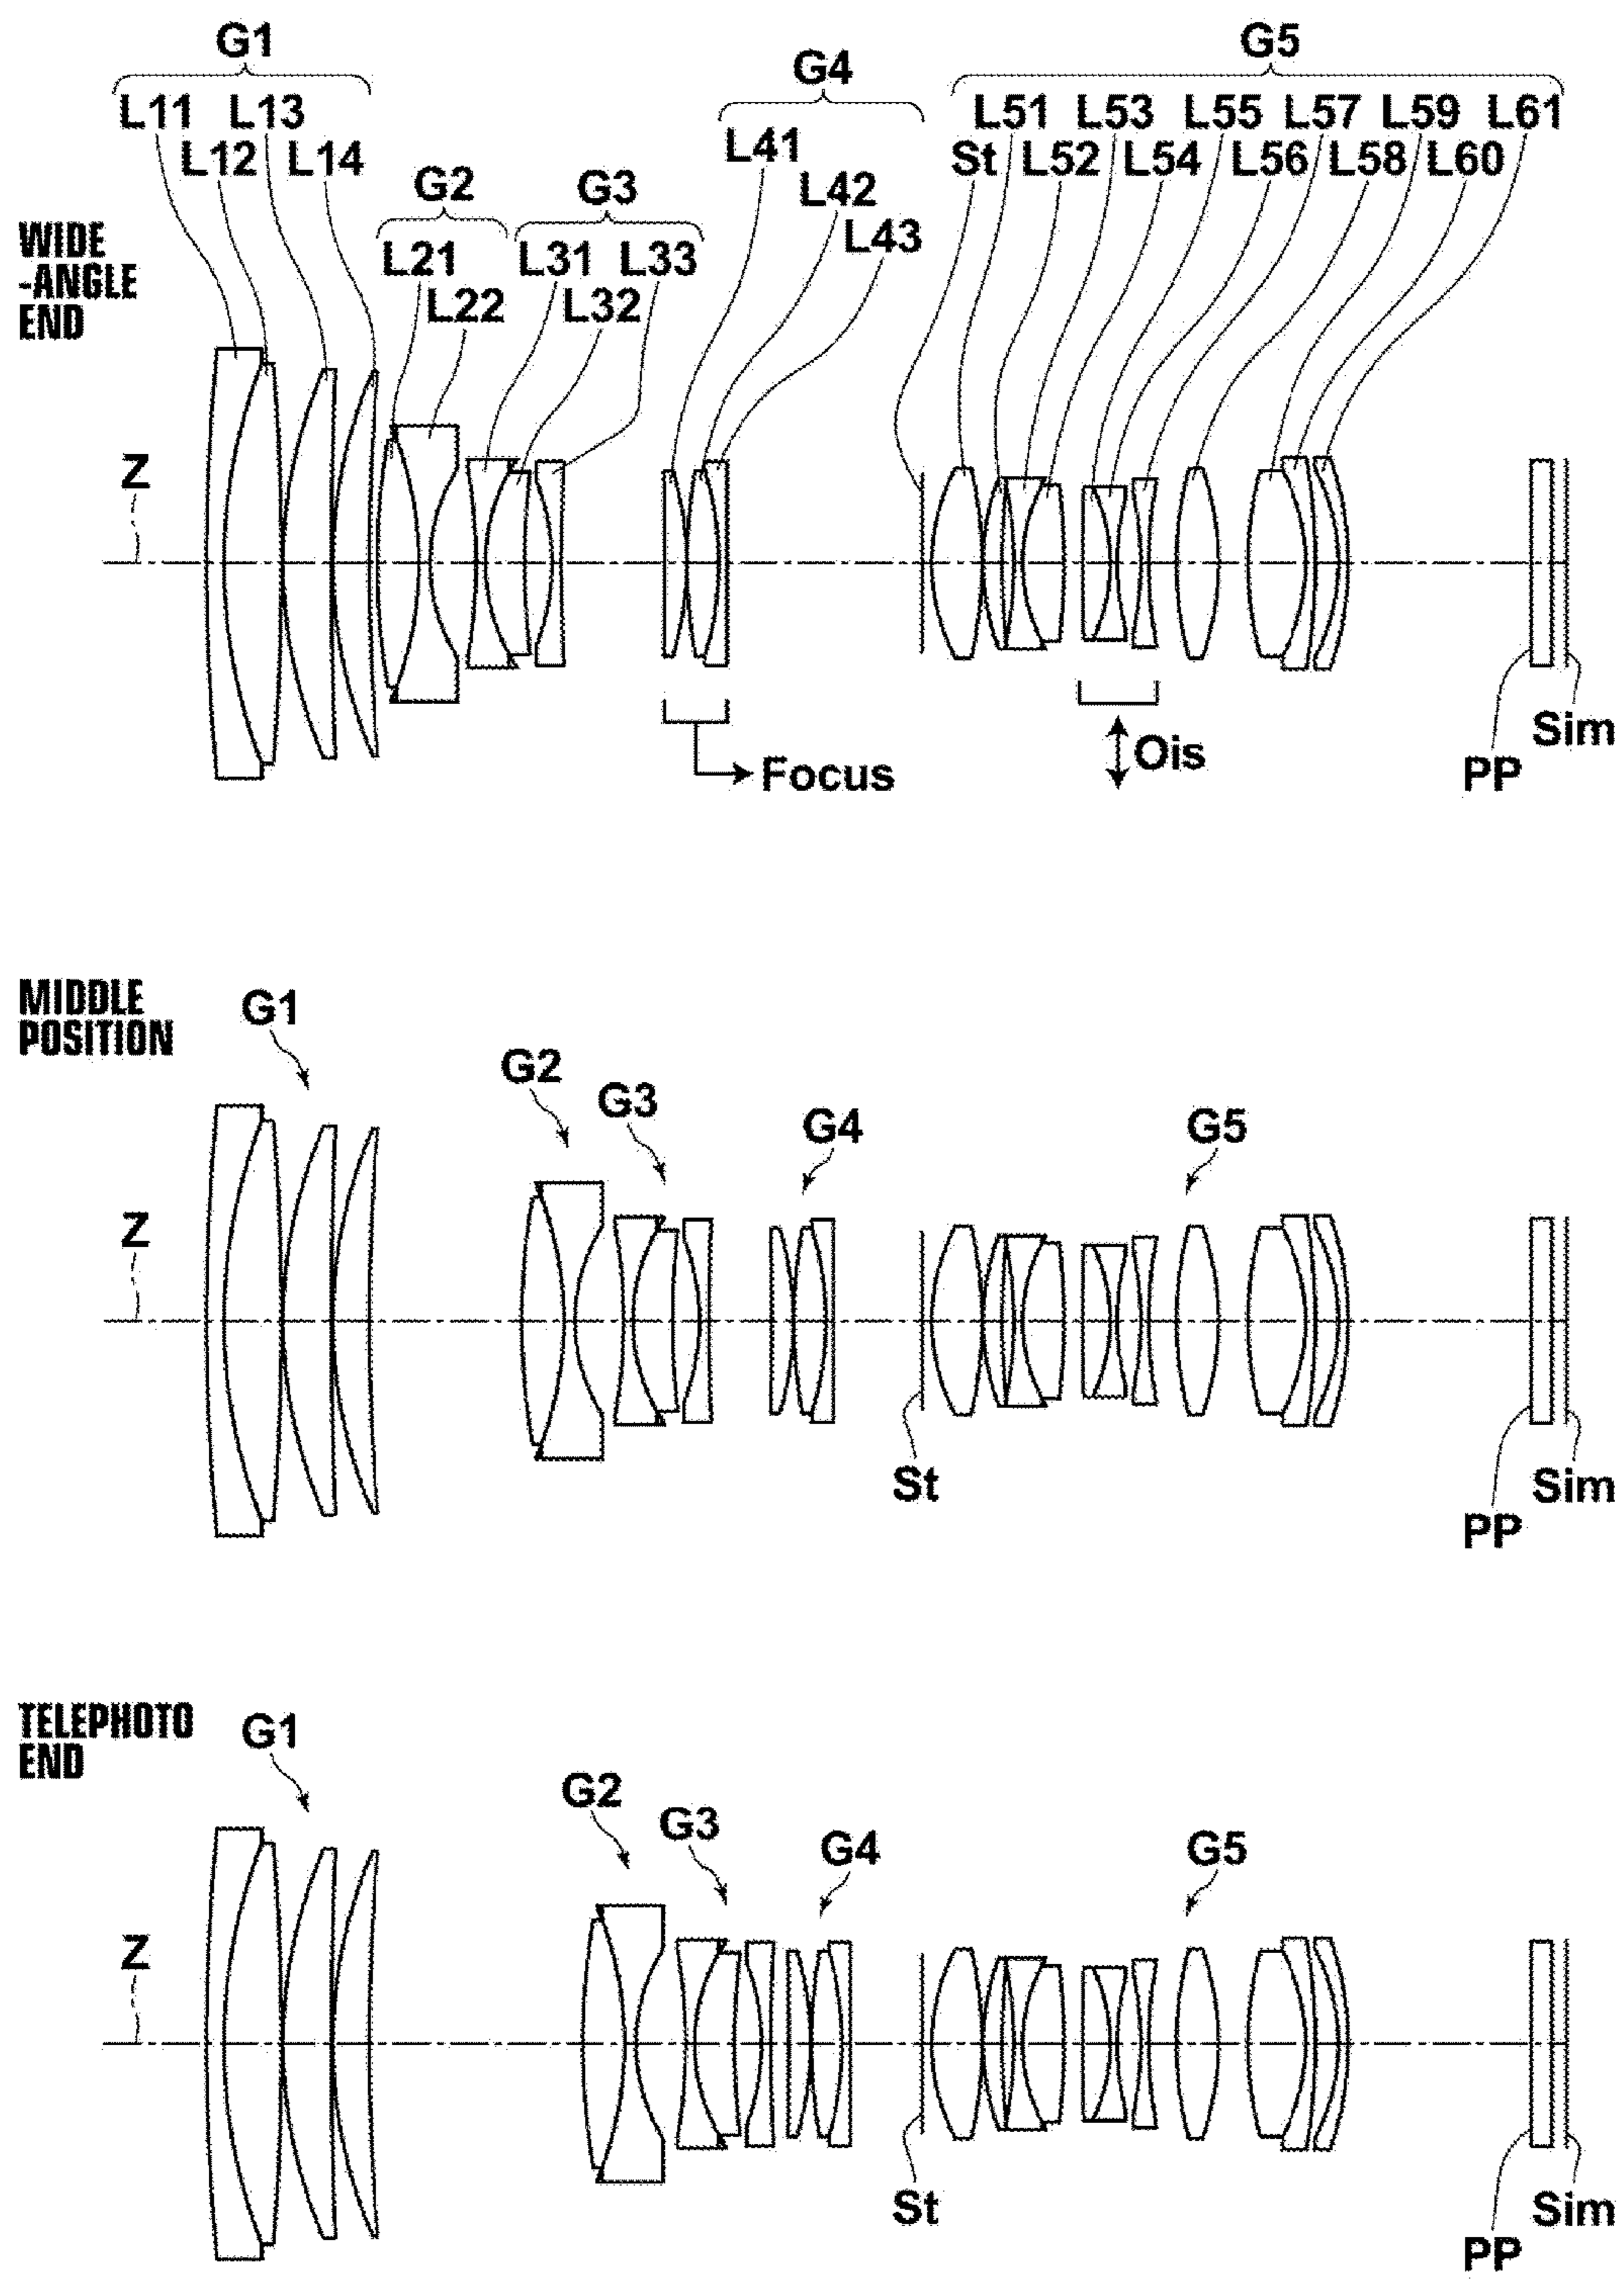 G1
G5
G4
L11
L13
L51
L53
L55
L57
L59
L61
L12
L14
L41
St
L52
L54
L56
L58
L60
G2
G3
L42
WIDE
-ANGLE
END
L21
L31
L33
L43
L22
L32
Z
Focus
Ois
Sim
PP
MIDDLE
POSITION
G1
G2
G3
G4
G5
Z
St
Sim
PP
TELEPHOTO
END
G1
G2
G3
G4
G5
Z
St
Sim
PP